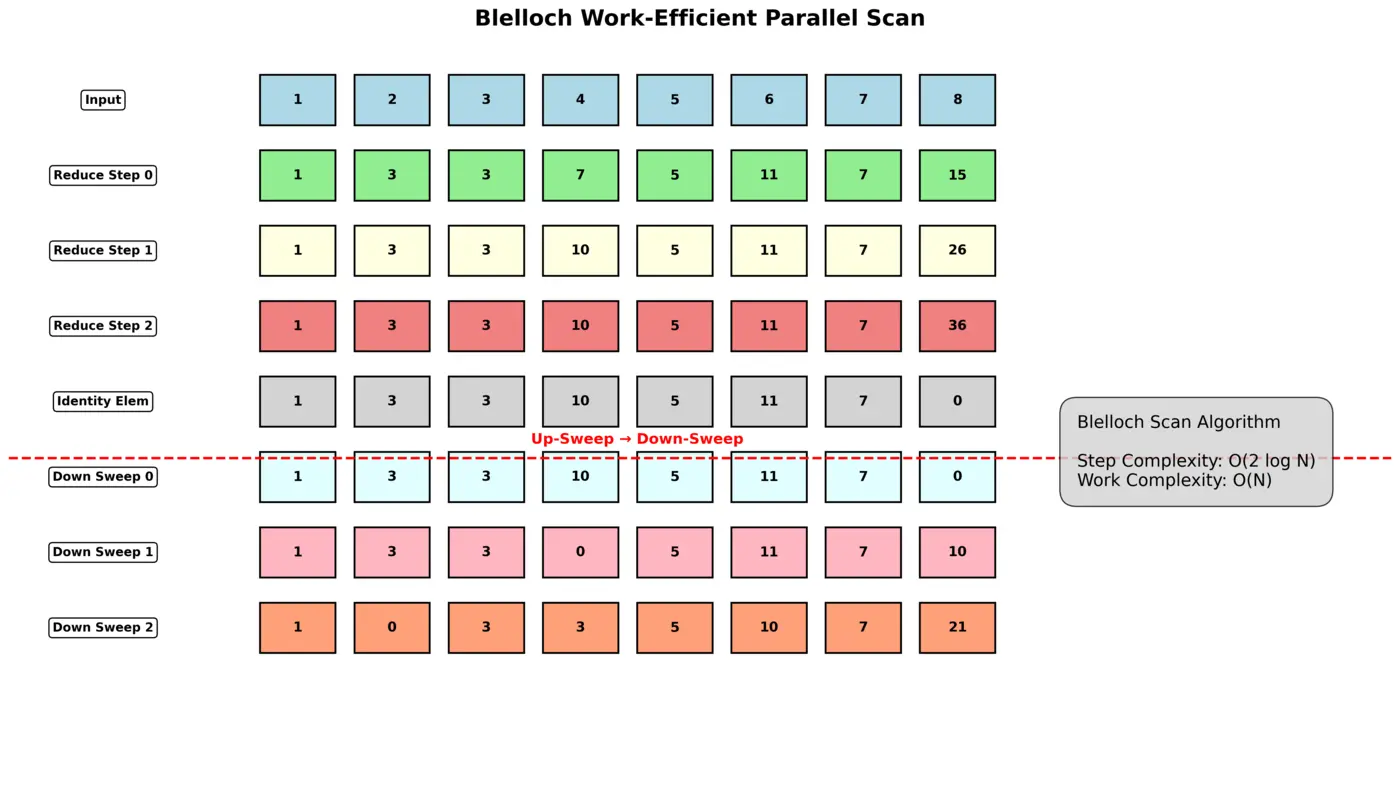 Blelloch Work-Efficient Parallel Scan
Input 1 2 3 4 5 6 7 8
Reduce Step 0 1 3 3 7 5 11 7 15
Reduce Step 1 1 3 3 10 5 11 7 26
Reduce Step 2 1 3 3 10 5 11 7 36
Identity Elem 1 3 3 10 5 11 7 0
Up-Sweep → Down-Sweep
Down Sweep 0 1 3 3 10 5 11 7 0
Down Sweep 1 1 3 3 0 5 11 7 10
Down Sweep 2 1 0 3 3 5 10 7 21
Blelloch Scan Algorithm
Step Complexity: O(2 log N)
Work Complexity: O(N)